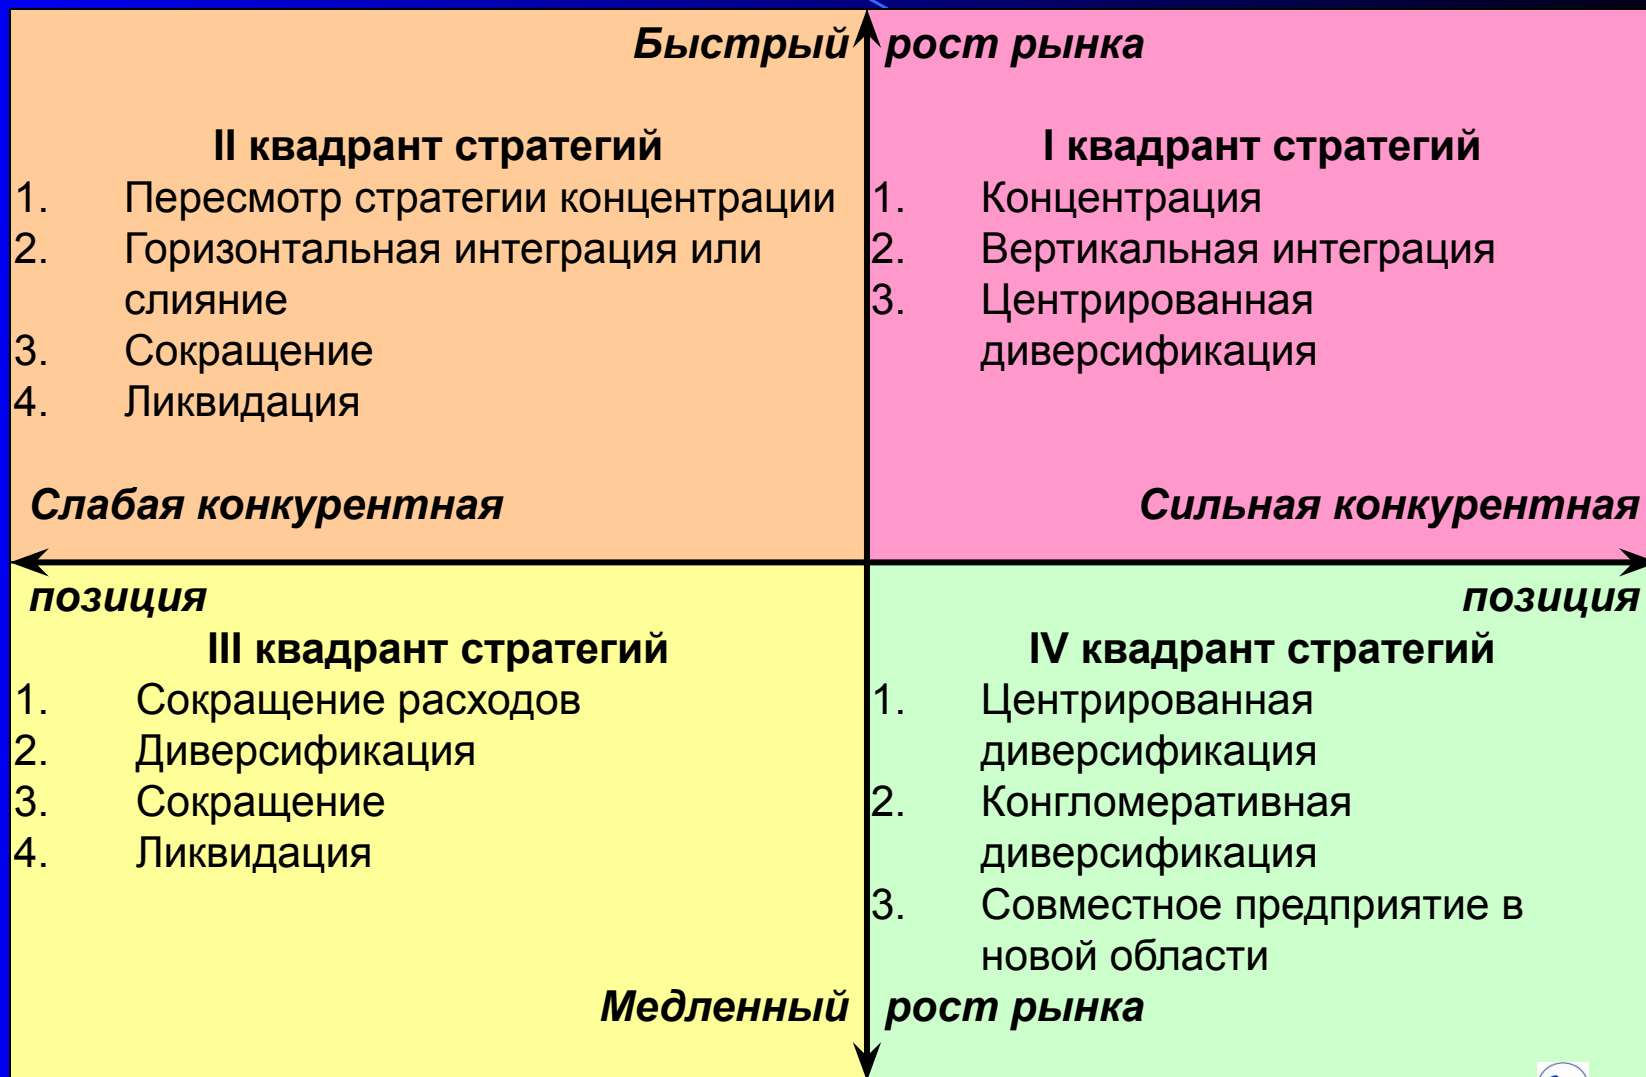 Быстрый рост рынка
II квадрант стратегий
1. Пересмотр стратегии концентрации
2. Горизонтальная интеграция или
слияние
3. Сокращение
4. Ликвидация
I квадрант стратегий
1. Концентрация
2. Вертикальная интеграция
3. Центрированная
диверсификация
Слабая конкурентная
позиция
Сильная конкурентная
позиция
III квадрант стратегий
1. Сокращение расходов
2. Диверсификация
3. Сокращение
4. Ликвидация
IV квадрант стратегий
1. Центрированная
диверсификация
2. Конгломеративная
диверсификация
3. Совместное предприятие в
новой области
Медленный рост рынка